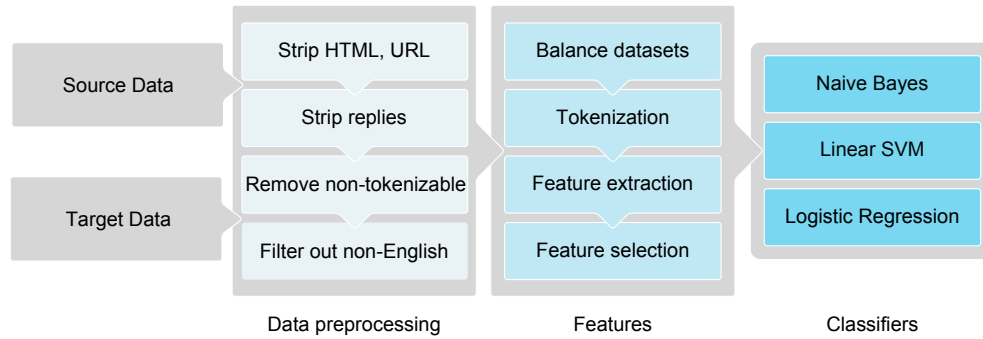 Source Data
Target Data
Strip HTML, URL
Strip replies
Remove non-tokenizable
Filter out non-English
Data preprocessing
Balance datasets
Tokenization
Feature extraction
Feature selection
Features
Naive Bayes
Linear SVM
Logistic Regression
Classifiers